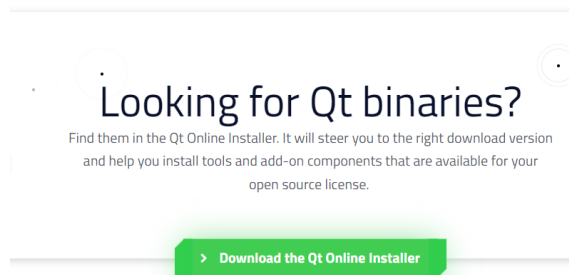 Looking for Qt binaries?
Find them in the Qt Online Installer. It will steer you to the right download version
and help you install tools and add-on components that are available for your
open source license.
Download the Qt Online Installer